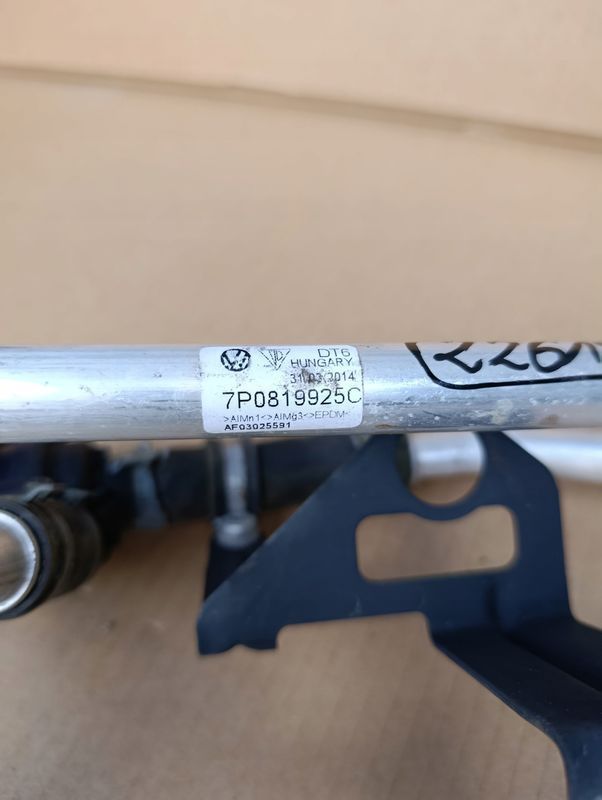 DT6
HUNGARY
31/03/2014
7P0819925C
>AlMn1<>AlMg3<>EPDM<
AF03025591